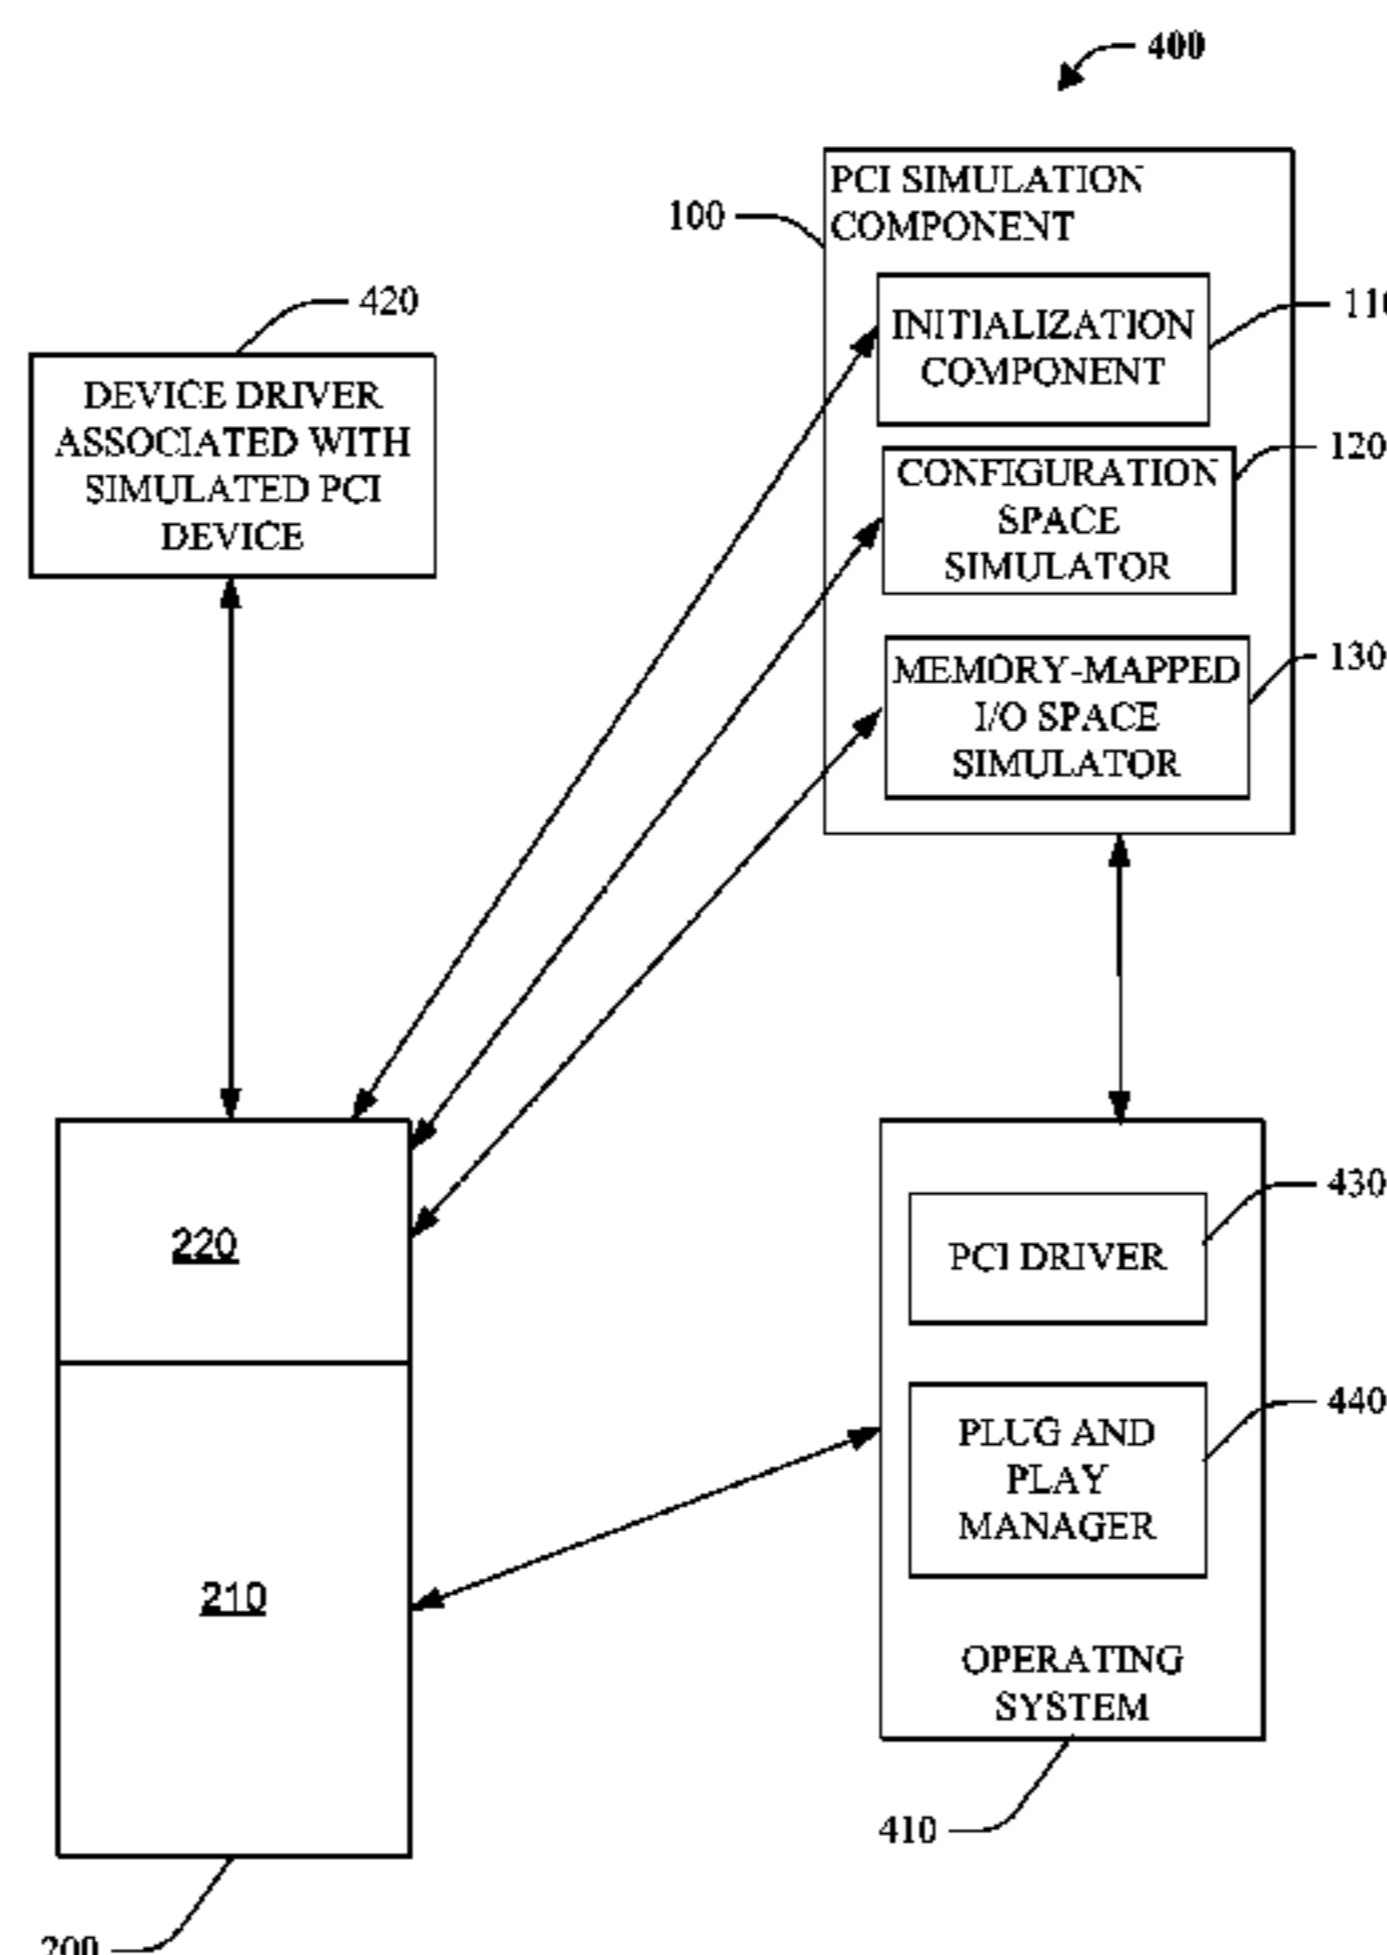 400
PCI SIMULATION
COMPONENT
100
INITIALIZATION
COMPONENT
110
420
DEVICE DRIVER
ASSOCIATED WITH
SIMULATED PCI
DEVICE
CONFIGURATION
SPACE
SIMULATOR
120
MEMORY-MAPPED
I/O SPACE
SIMULATOR
130
220
210
200
PCI DRIVER
430
PLUG AND
PLAY
MANAGER
440
OPERATING
SYSTEM
410